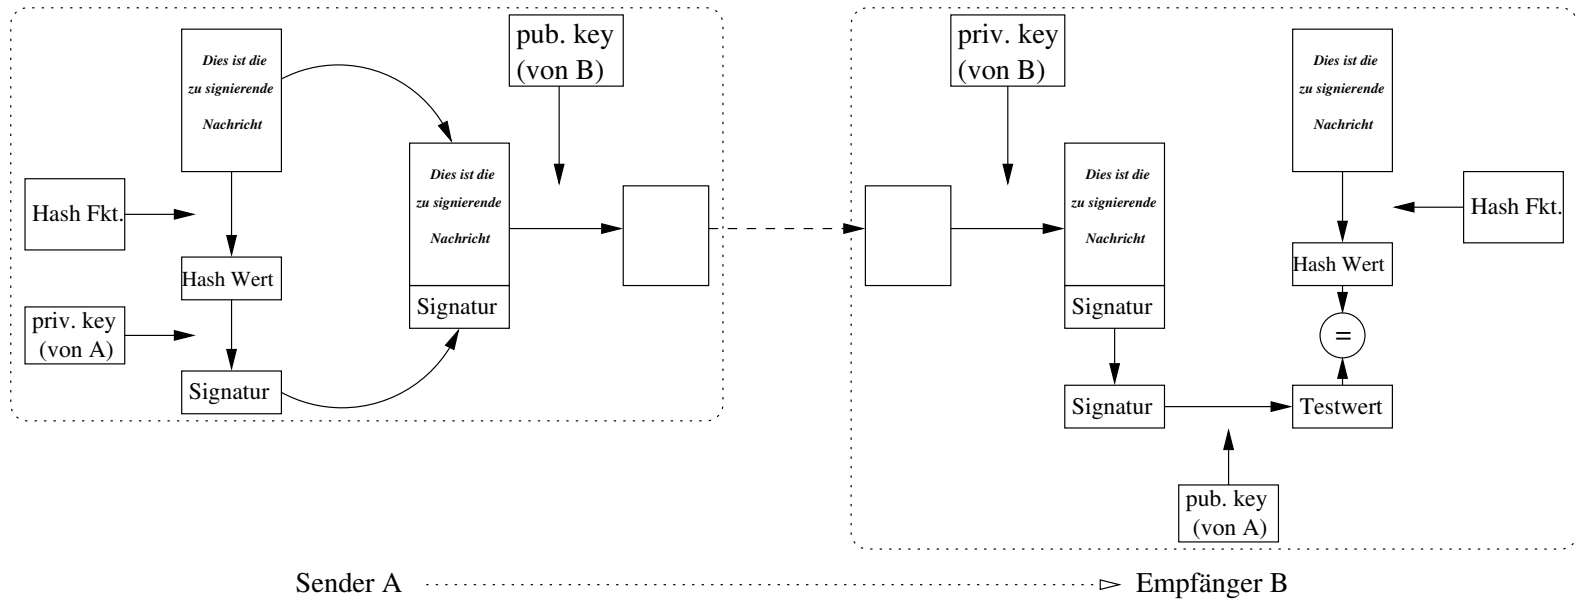 Dies ist die
zu signierende
Nachricht
Hash Fkt.
Hash Wert
priv. key
(von A)
Signatur
pub. key
(von B)
Dies ist die
zu signierende
Nachricht
Signatur
priv. key
(von B)
Dies ist die
zu signierende
Nachricht
Signatur
Signatur
pub. key
(von A)
Dies ist die
zu signierende
Nachricht
Hash Fkt.
Hash Wert
=
Testwert
Sender A
Empfänger B